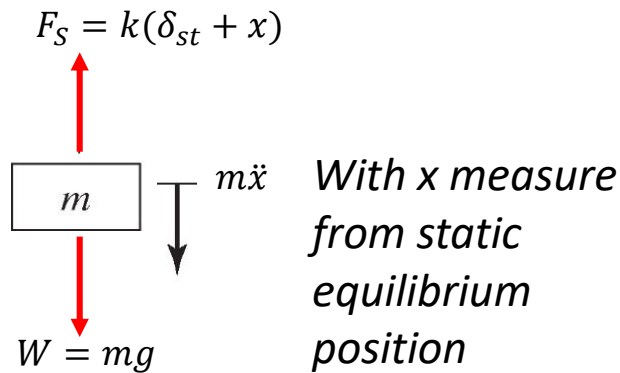 F_S = k(δ_st + x)
m
mẍ
With x measure
from static
equilibrium
position
W = mg